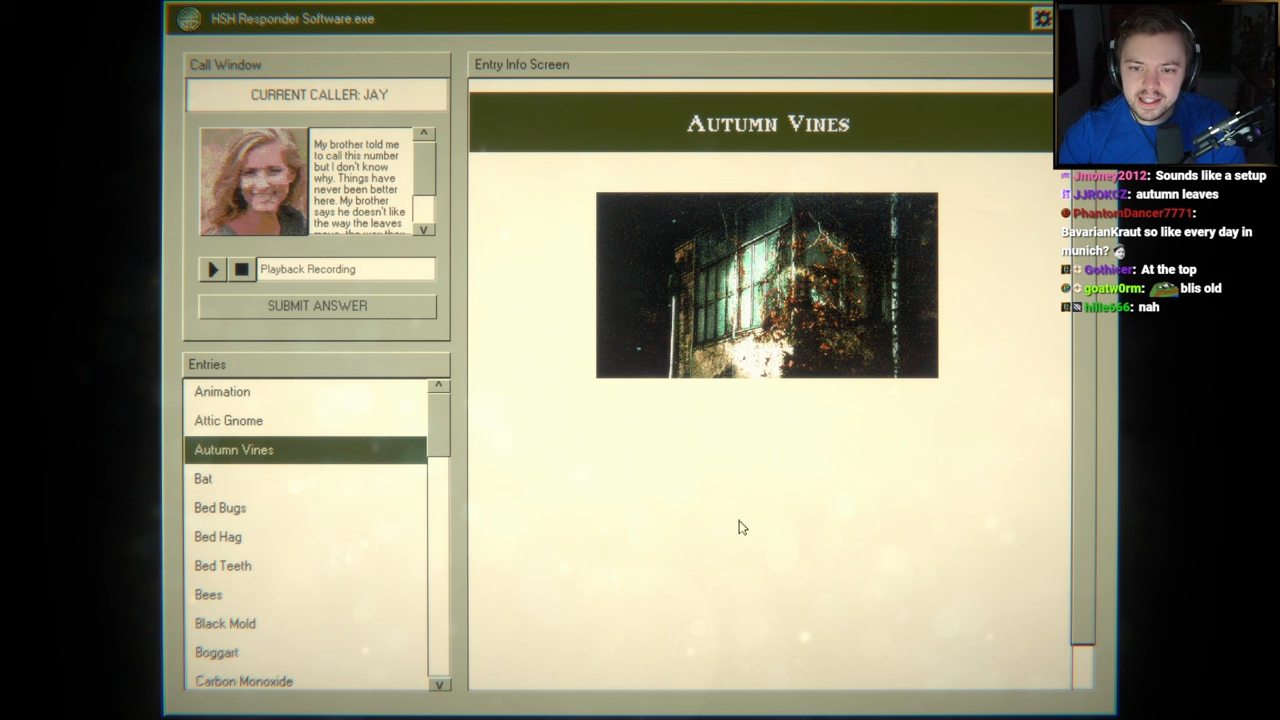 HSH Responder Software.exe
Call Window
CURRENT CALLER: JAY
My brother told me
to call this number
but I don't know
why. Things have
never been better
here. My brother
says he doesn't like
the way the leaves
Playback Recording
SUBMIT ANSWER
Entries
Animation
Attic Gnome
Autumn Vines
Bat
Bed Bugs
Bed Hag
Bed Teeth
Bees
Black Mold
Boggart
Carbon Monoxide
Entry Info Screen
AUTUMN VINES
Jmoney2012: Sounds like a setup
JJROKCZ: autumn leaves
PhantomDancer7771:
BavarianKraut so like every day in
munich?
Gothicer: At the top
goatw0rm: blis old
hille666: nah